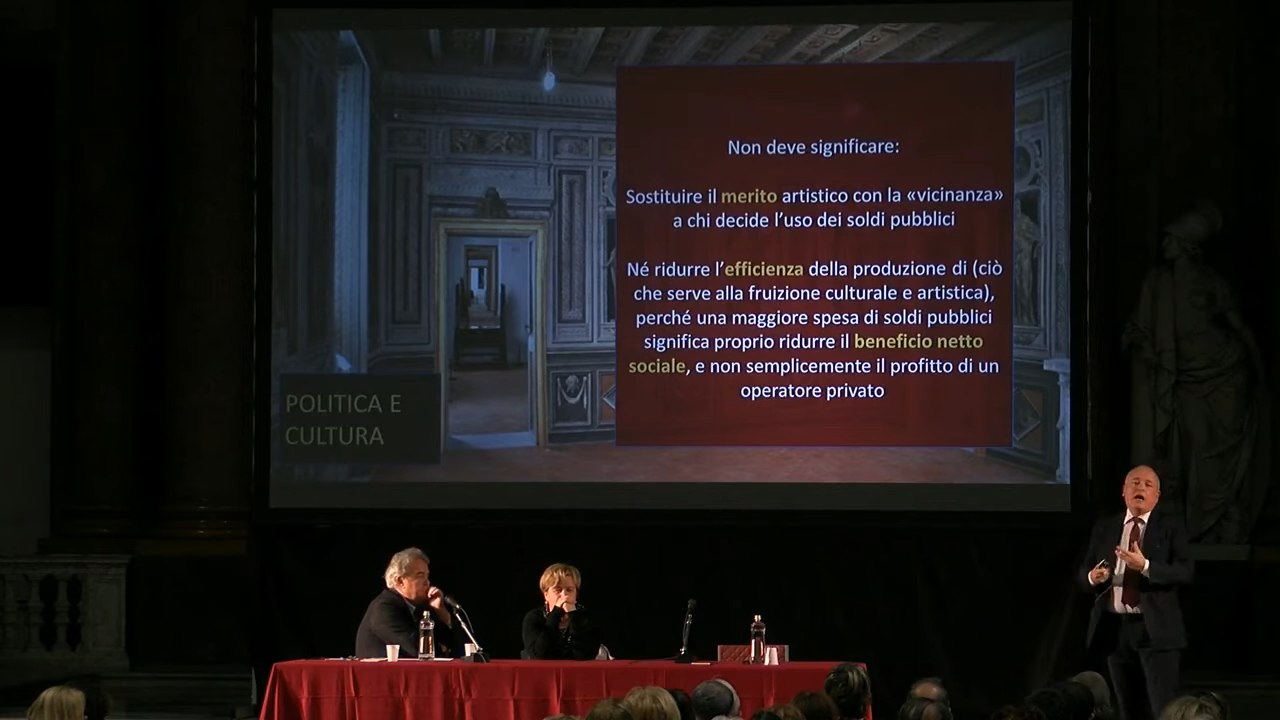 Non deve significare:
Sostituire il merito artistico con la «vicinanza»
a chi decide l'uso dei soldi pubblici
Né ridurre l'efficienza della produzione di (ciò
che serve alla fruizione culturale e artistica),
perché una maggiore spesa di soldi pubblici
significa proprio ridurre il beneficio netto
sociale, e non semplicemente il profitto di un
operatore privato
POLITICA E
CULTURA